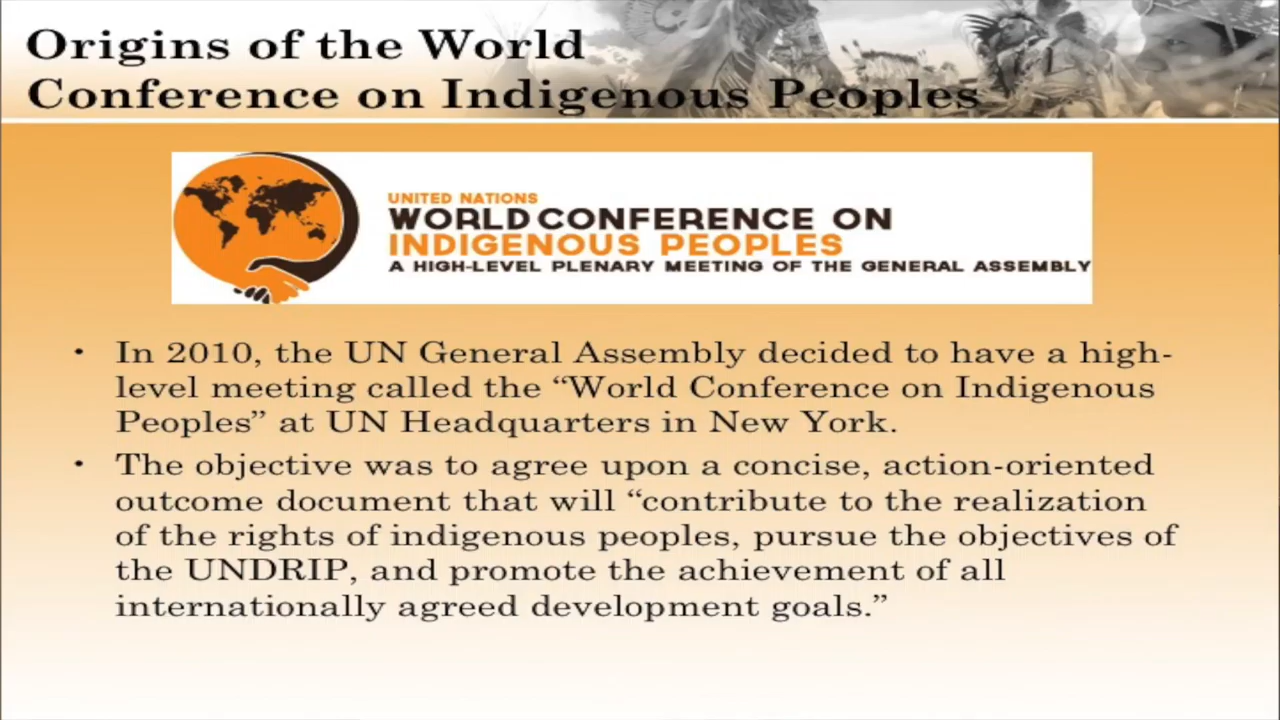 Origins of the World
Conference on Indigenous Peoples
UNITED NATIONS
WORLD CONFERENCE ON
INDIGENOUS PEOPLES
A HIGH-LEVEL PLENARY MEETING OF THE GENERAL ASSEMBLY
• In 2010, the UN General Assembly decided to have a high-
level meeting called the “World Conference on Indigenous
Peoples” at UN Headquarters in New York.
• The objective was to agree upon a concise, action-oriented
outcome document that will “contribute to the realization
of the rights of indigenous peoples, pursue the objectives of
the UNDRIP, and promote the achievement of all
internationally agreed development goals.”